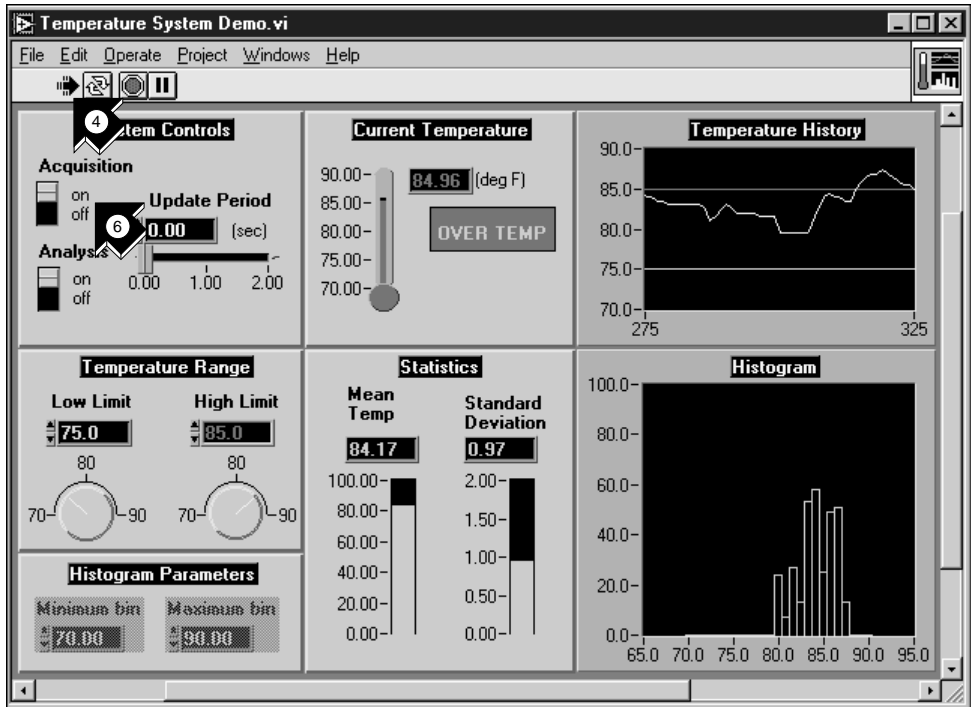 Temperature System Demo.vi
File Edit Operate Project Windows Help
4
tem Controls
Acquisition
on
off
Update Period
6
0.00 (sec)
Analysis
on
off
0.00 1.00 2.00
Current Temperature
84.96 (deg F)
OVER TEMP
90.00
85.00
80.00
75.00
70.00
Temperature History
90.0
85.0
80.0
75.0
70.0
275 325
Temperature Range
Low Limit High Limit
75.0 85.0
80 80
70 90 70 90
Histogram Parameters
Minimum bin Maximum bin
70.00 90.00
Statistics
Mean
Temp
84.17
100.00
80.00
60.00
40.00
20.00
0.00
Standard
Deviation
0.97
2.00
1.50
1.00
0.50
0.00
Histogram
100.0
80.0
60.0
40.0
20.0
0.0
65.0 70.0 75.0 80.0 85.0 90.0 95.0